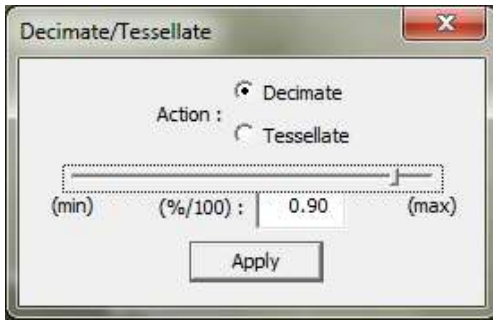 Decimate/Tessellate
Decimate
Action :
Tessellate
(min) (%/100) : 0.90 (max)
Apply